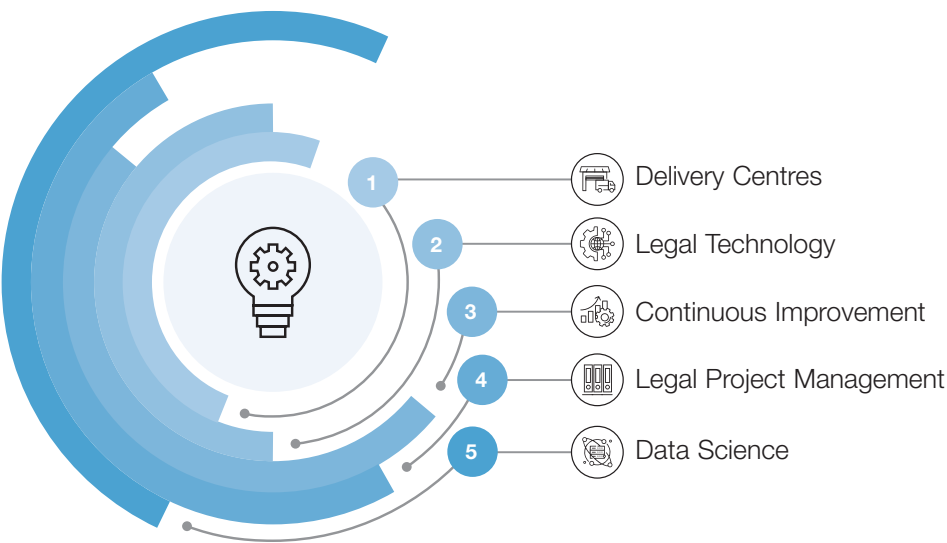 1 Delivery Centres
2 Legal Technology
3 Continuous Improvement
4 Legal Project Management
5 Data Science